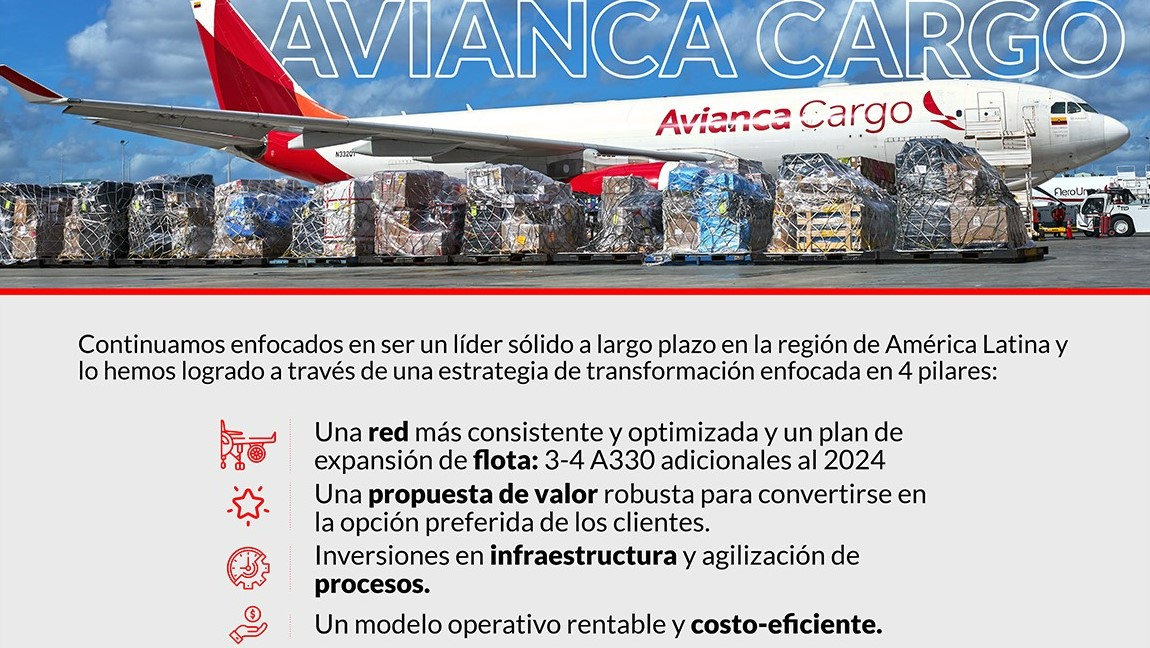 AVIANCA CARGO
Avianca Cargo
N332QT
AeroUnion
Continuamos enfocados en ser un líder sólido a largo plazo en la región de América Latina y
lo hemos logrado a través de una estrategia de transformación enfocada en 4 pilares:
Una red más consistente y optimizada y un plan de
expansión de flota: 3-4 A330 adicionales al 2024
Una propuesta de valor robusta para convertirse en
la opción preferida de los clientes.
Inversiones en infraestructura y agilización de
procesos.
$
Un modelo operativo rentable y costo-eficiente.